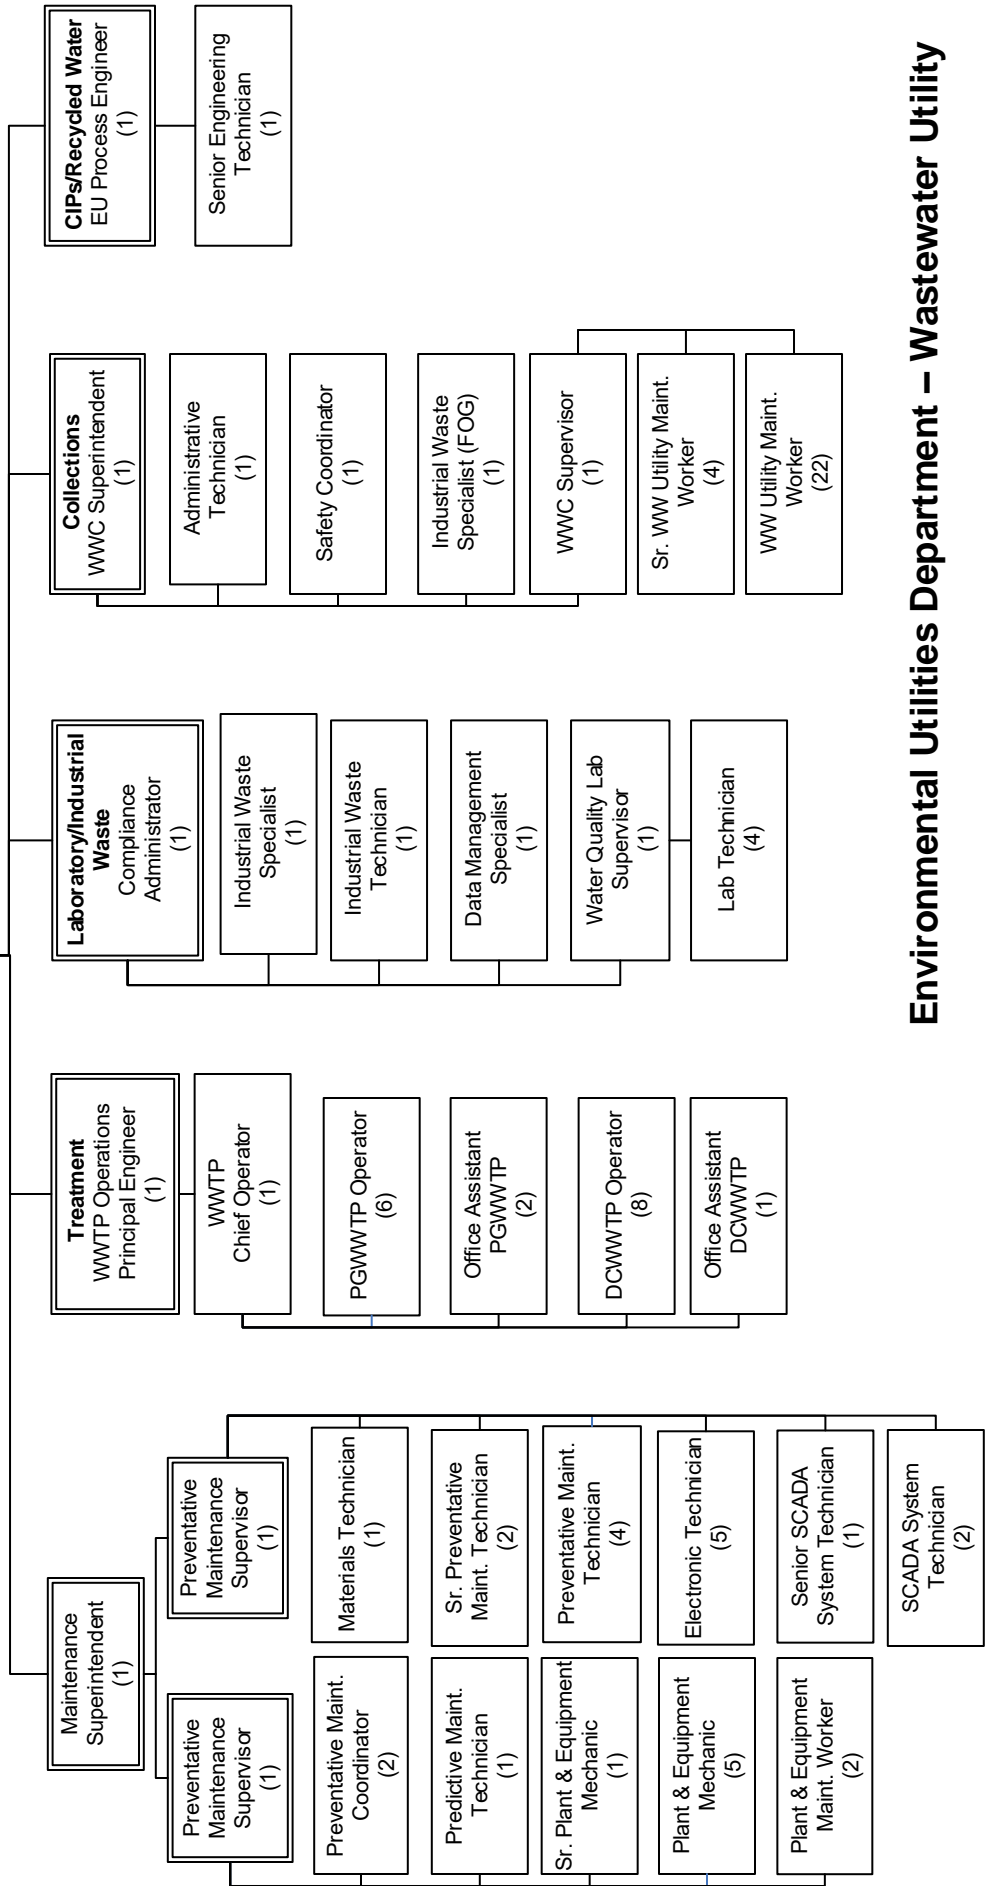 Maintenance
Superintendent
(1)
Preventative
Maintenance
Supervisor
(1)
Preventative Maint.
Coordinator
(2)
Predictive Maint.
Technician
(1)
Sr. Plant & Equipment
Mechanic
(1)
Plant & Equipment
Mechanic
(5)
Plant & Equipment
Maint. Worker
(2)
Preventative
Maintenance
Supervisor
(1)
Materials Technician
(1)
Sr. Preventative
Maint. Technician
(2)
Preventative Maint.
Technician
(4)
Electronic Technician
(5)
Senior SCADA
System Technician
(1)
SCADA System
Technician
(2)
Treatment
WWTP Operations
Principal Engineer
(1)
WWTP
Chief Operator
(1)
PGWWTP Operator
(6)
Office Assistant
PGWWTP
(2)
DCWWTP Operator
(8)
Office Assistant
DCWWTP
(1)
Laboratory/Industrial
Waste
Compliance
Administrator
(1)
Industrial Waste
Specialist
(1)
Industrial Waste
Technician
(1)
Data Management
Specialist
(1)
Water Quality Lab
Supervisor
(1)
Lab Technician
(4)
Collections
WWC Superintendent
(1)
Administrative
Technician
(1)
Safety Coordinator
(1)
Industrial Waste
Specialist (FOG)
(1)
WWC Supervisor
(1)
Sr. WW Utility Maint.
Worker
(4)
WW Utility Maint.
Worker
(22)
CIPs/Recycled Water
EU Process Engineer
(1)
Senior Engineering
Technician
(1)
Environmental Utilities Department – Wastewater Utility